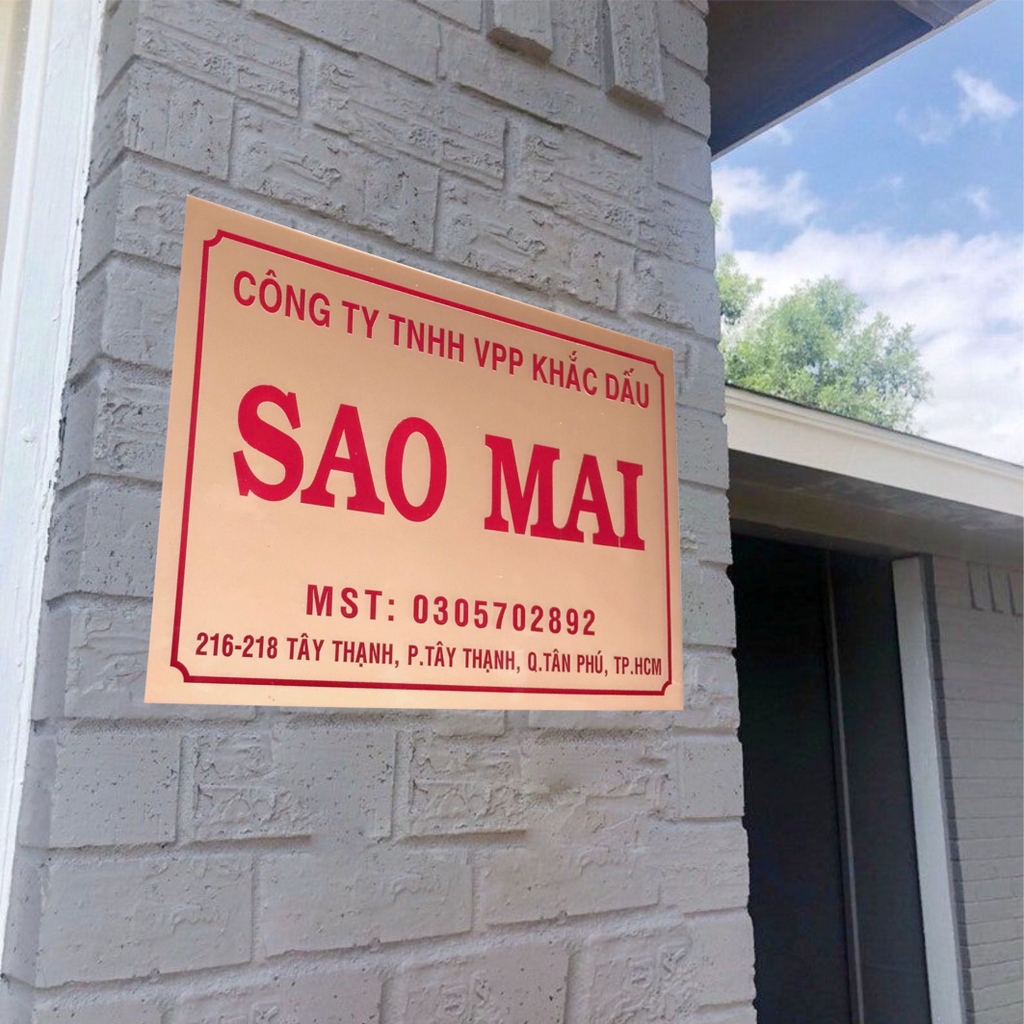 CÔNG TY TNHH VPP KHẮC DẤU
SAO MAI
MST: 0305702892
216-218 TÂY THẠNH, P.TÂY THẠNH, Q.TÂN PHÚ, TP.HCM